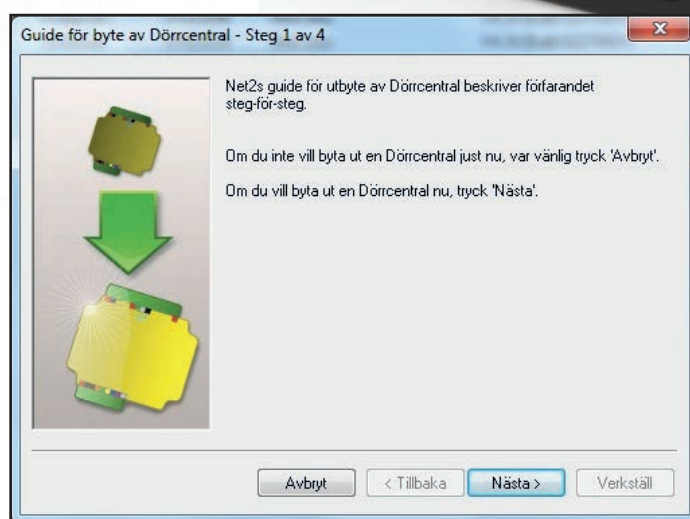 Guide för byte av Dörrcentral - Steg 1 av 4
Net2s guide för utbyte av Dörrcentral beskriver förfarandet
steg-för-steg.
Om du inte vill byta ut en Dörrcentral just nu, var vänlig tryck 'Avbryt'.
Om du vill byta ut en Dörrcentral nu, tryck 'Nästa'.
Avbryt
< Tillbaka
Nästa >
Verkställ